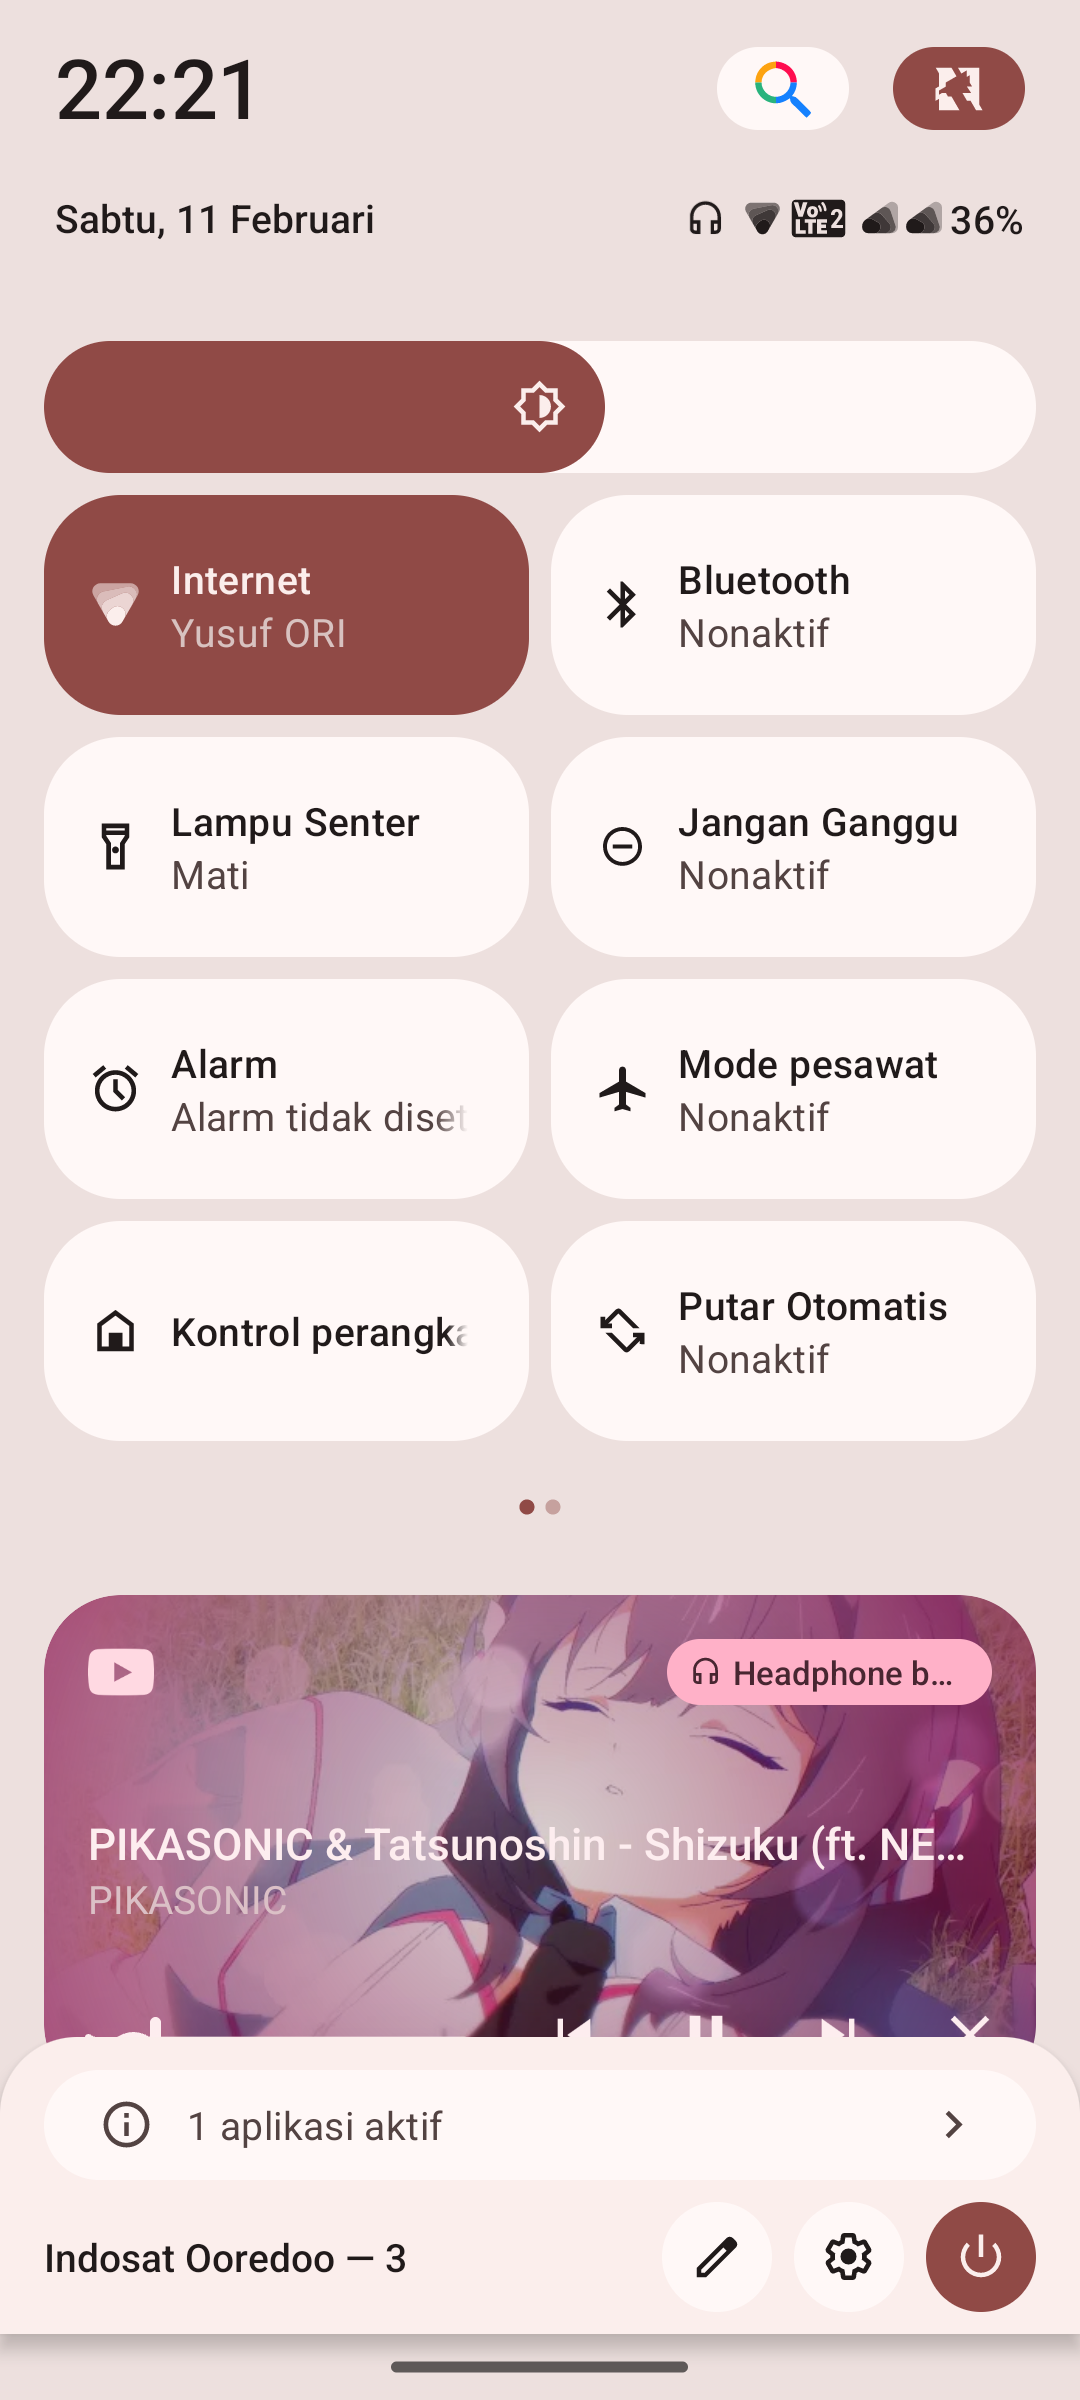 22:21
Sabtu, 11 Februari
Vo LTE 2
36%
Internet
Yusuf ORI
Bluetooth
Nonaktif
Lampu Senter
Mati
Jangan Ganggu
Nonaktif
Alarm
Alarm tidak diset
Mode pesawat
Nonaktif
Kontrol perangka
Putar Otomatis
Nonaktif
Headphone b...
PIKASONIC & Tatsunoshin - Shizuku (ft. NE...
PIKASONIC
1 aplikasi aktif
Indosat Ooredoo — 3